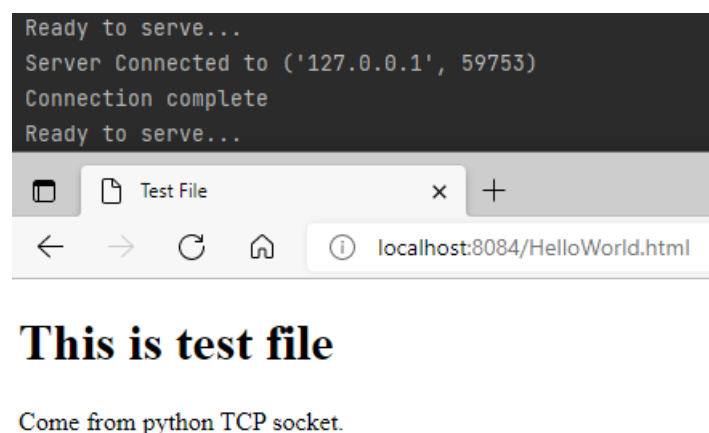 Ready to serve...
Server Connected to ('127.0.0.1', 59753)
Connection complete
Ready to serve...
Test File
localhost:8084/HelloWorld.html
This is test file
Come from python TCP socket.